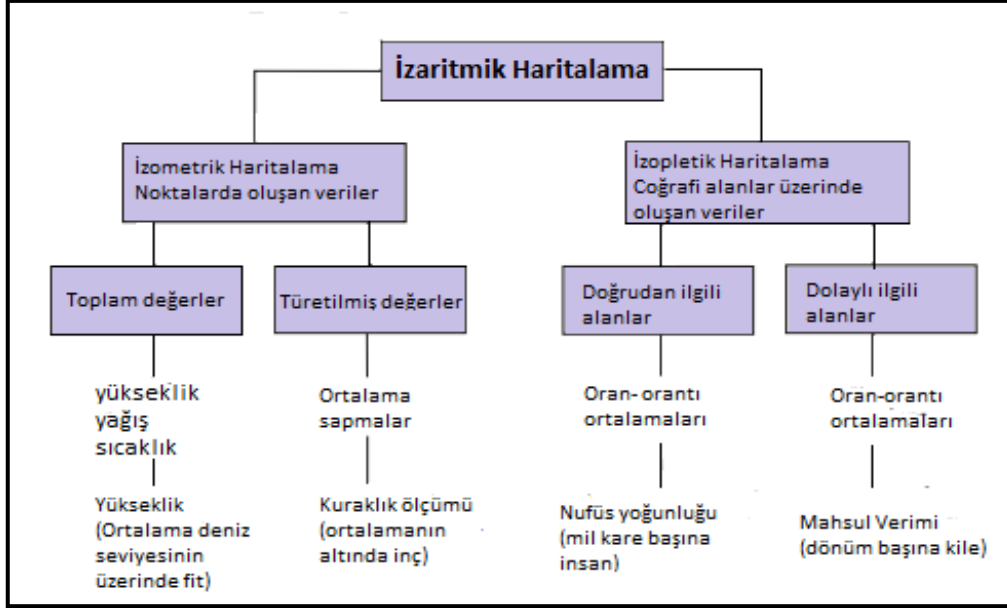 İzaritmik Haritalama
İzometrik Haritalama
Noktalarda oluşan veriler
İzopletik Haritalama
Coğrafi alanlar üzerinde
oluşan veriler
Toplam değerler
Türetilmiş değerler
Doğrudan ilgili
alanlar
Dolaylı ilgili
alanlar
yükseklik
yağış
sıcaklık
Ortalama
sapmalar
Oran- orantı
ortalamaları
Oran-orantı
ortalamaları
Yükseklik
(Ortalama deniz
seviyesinin
üzerinde fit)
Kuraklık ölçümü
(ortalamanın
altında inç)
Nufüs yoğunluğu
(mil kare başına
insan)
Mahsul Verimi
(dönüm başına kile)